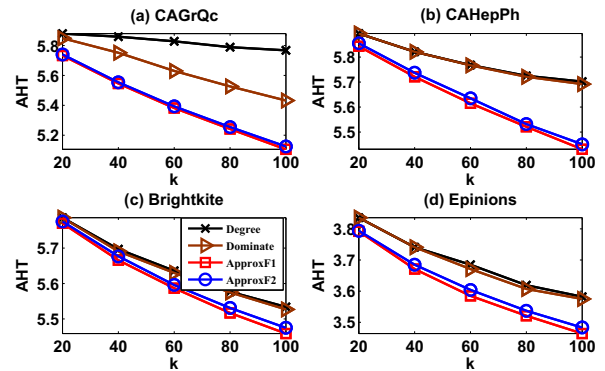 (a) CAGrQc
AHT
5.8
5.6
5.4
5.2
20 40 60 80 100
k
(b) CAHepPh
AHT
5.8
5.7
5.6
5.5
20 40 60 80 100
k
(c) Brightkite
AHT
5.7
5.6
5.5
Degree
Dominate
ApproxF1
ApproxF2
20 40 60 80 100
k
(d) Epinions
AHT
3.8
3.7
3.6
3.5
20 40 60 80 100
k